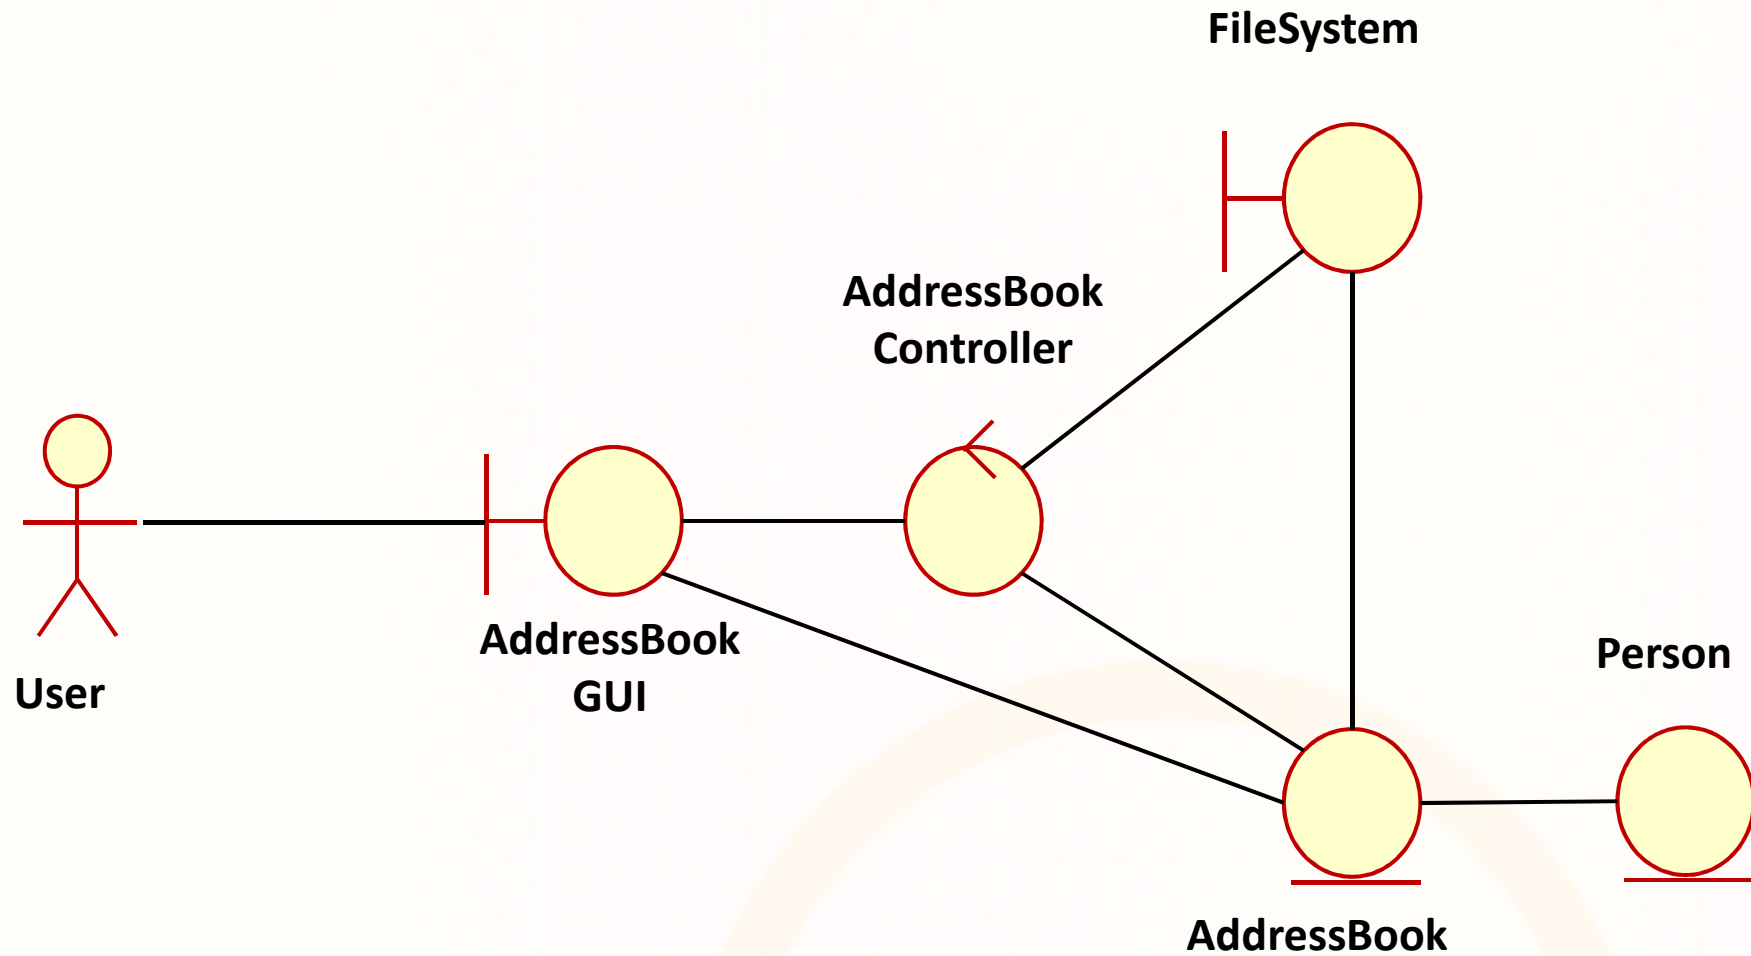 FileSystem
AddressBook
Controller
User
AddressBook
GUI
Person
AddressBook